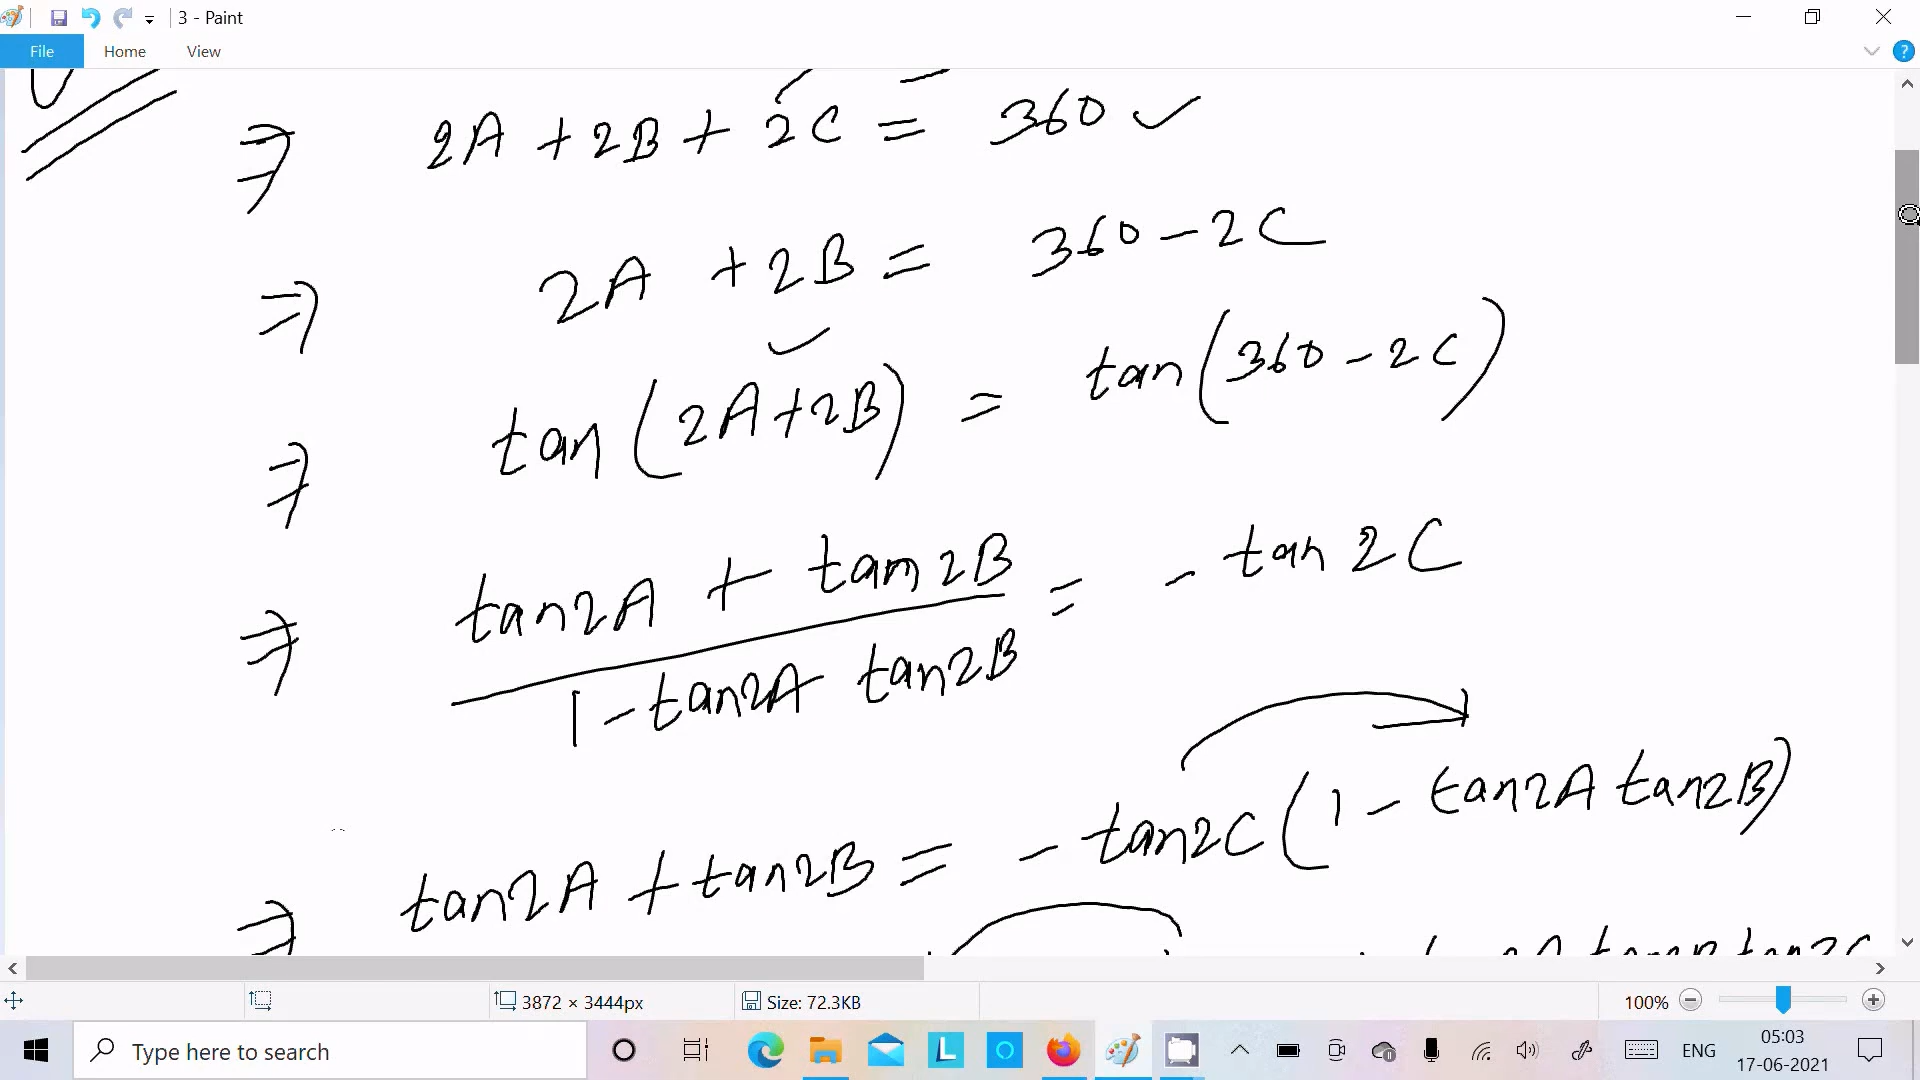 3 - Paint
File Home View
⇒ 2A + 2B + 2C = 360 ✓
⇒ 2A + 2B = 360 - 2C
⇒ tan (2A+2B) = tan (360 - 2C)
⇒ tan2A + tan2B = - tan 2C
1 - tan2A tan2B
⇒ tan2A + tan2B = - tan2C (1 - tan2A tan2B)
3872 × 3444px Size: 72.3KB 100%
Type here to search
ENG
05:03
17-06-2021